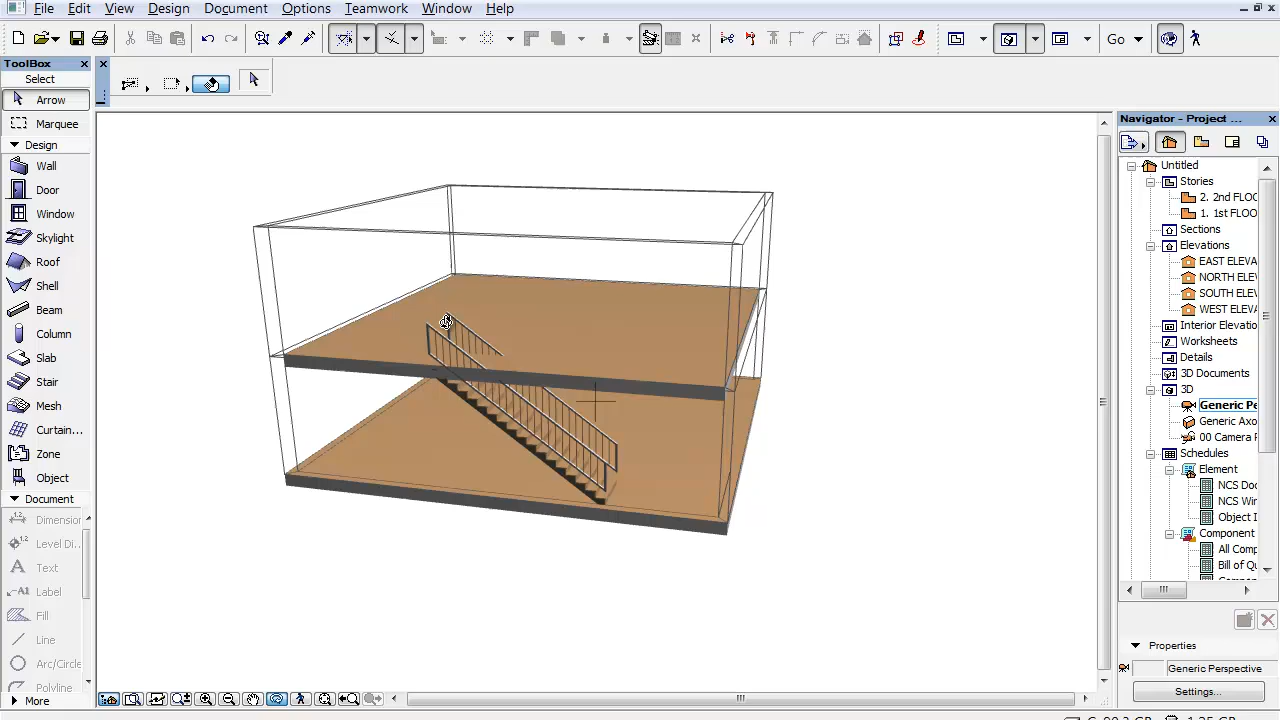 File Edit View Design Document Options Teamwork Window Help
Go
ToolBox
Select
Arrow
Marquee
Design
Wall
Door
Window
Skylight
Roof
Shell
Beam
Column
Slab
Stair
Mesh
Curtain...
Zone
Object
Document
Dimension
Level Di...
Text
Label
Fill
Line
Arc/Circle
Polyline
More
Navigator - Project ...
Untitled
Stories
2. 2nd FLOO
1. 1st FLOO
Sections
Elevations
EAST ELEVA
NORTH ELEV
SOUTH ELEV
WEST ELEVA
Interior Elevatio
Worksheets
Details
3D Documents
3D
Generic Pe
Generic Axo
00 Camera P
Schedules
Element
NCS Doo
NCS Win
Object I
Component
All Comp
Bill of Qu
Properties
Generic Perspective
Settings...